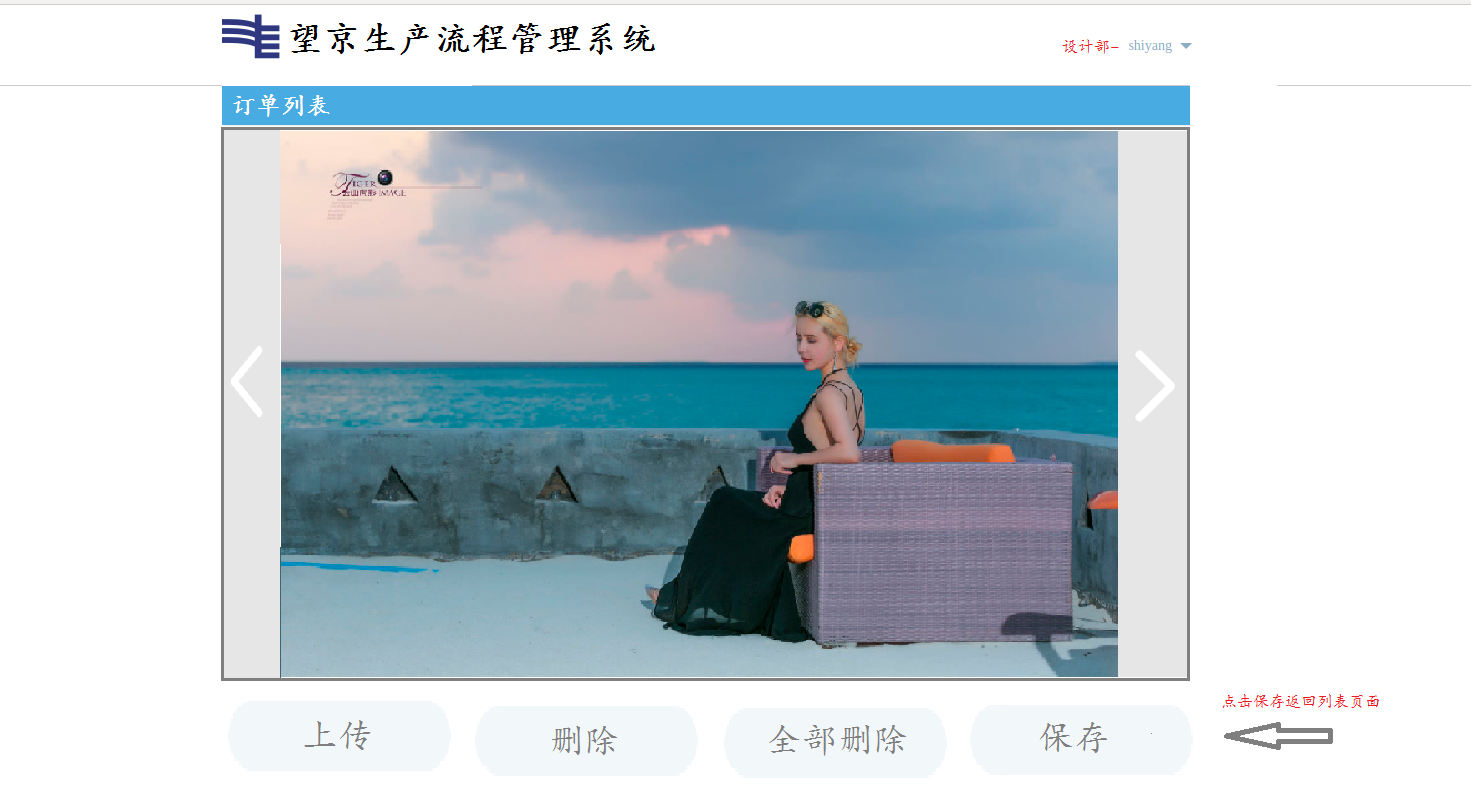 望京生产流程管理系统
设计部- shiyang
订单列表
TIGER
IMAGE
上传
删除
全部删除
保存
点击保存返回列表页面